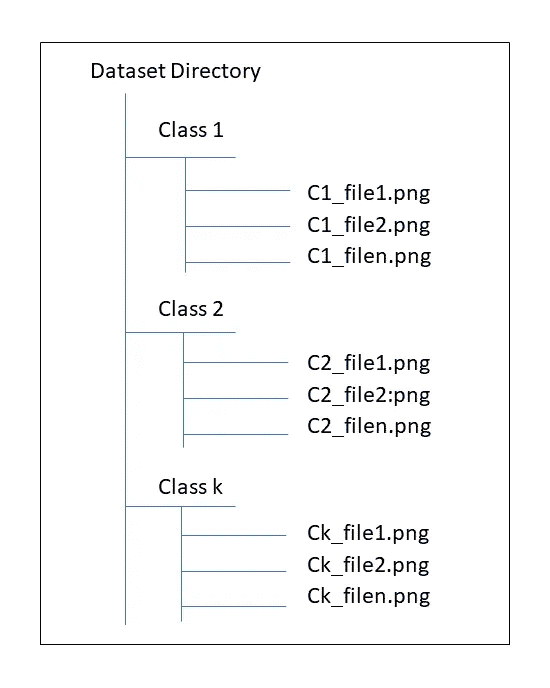 Dataset Directory
Class 1
C1_file1.png
C1_file2.png
C1_filen.png
Class 2
C2_file1.png
C2_file2:png
C2_filen.png
Class k
Ck_file1.png
Ck_file2.png
Ck_filen.png